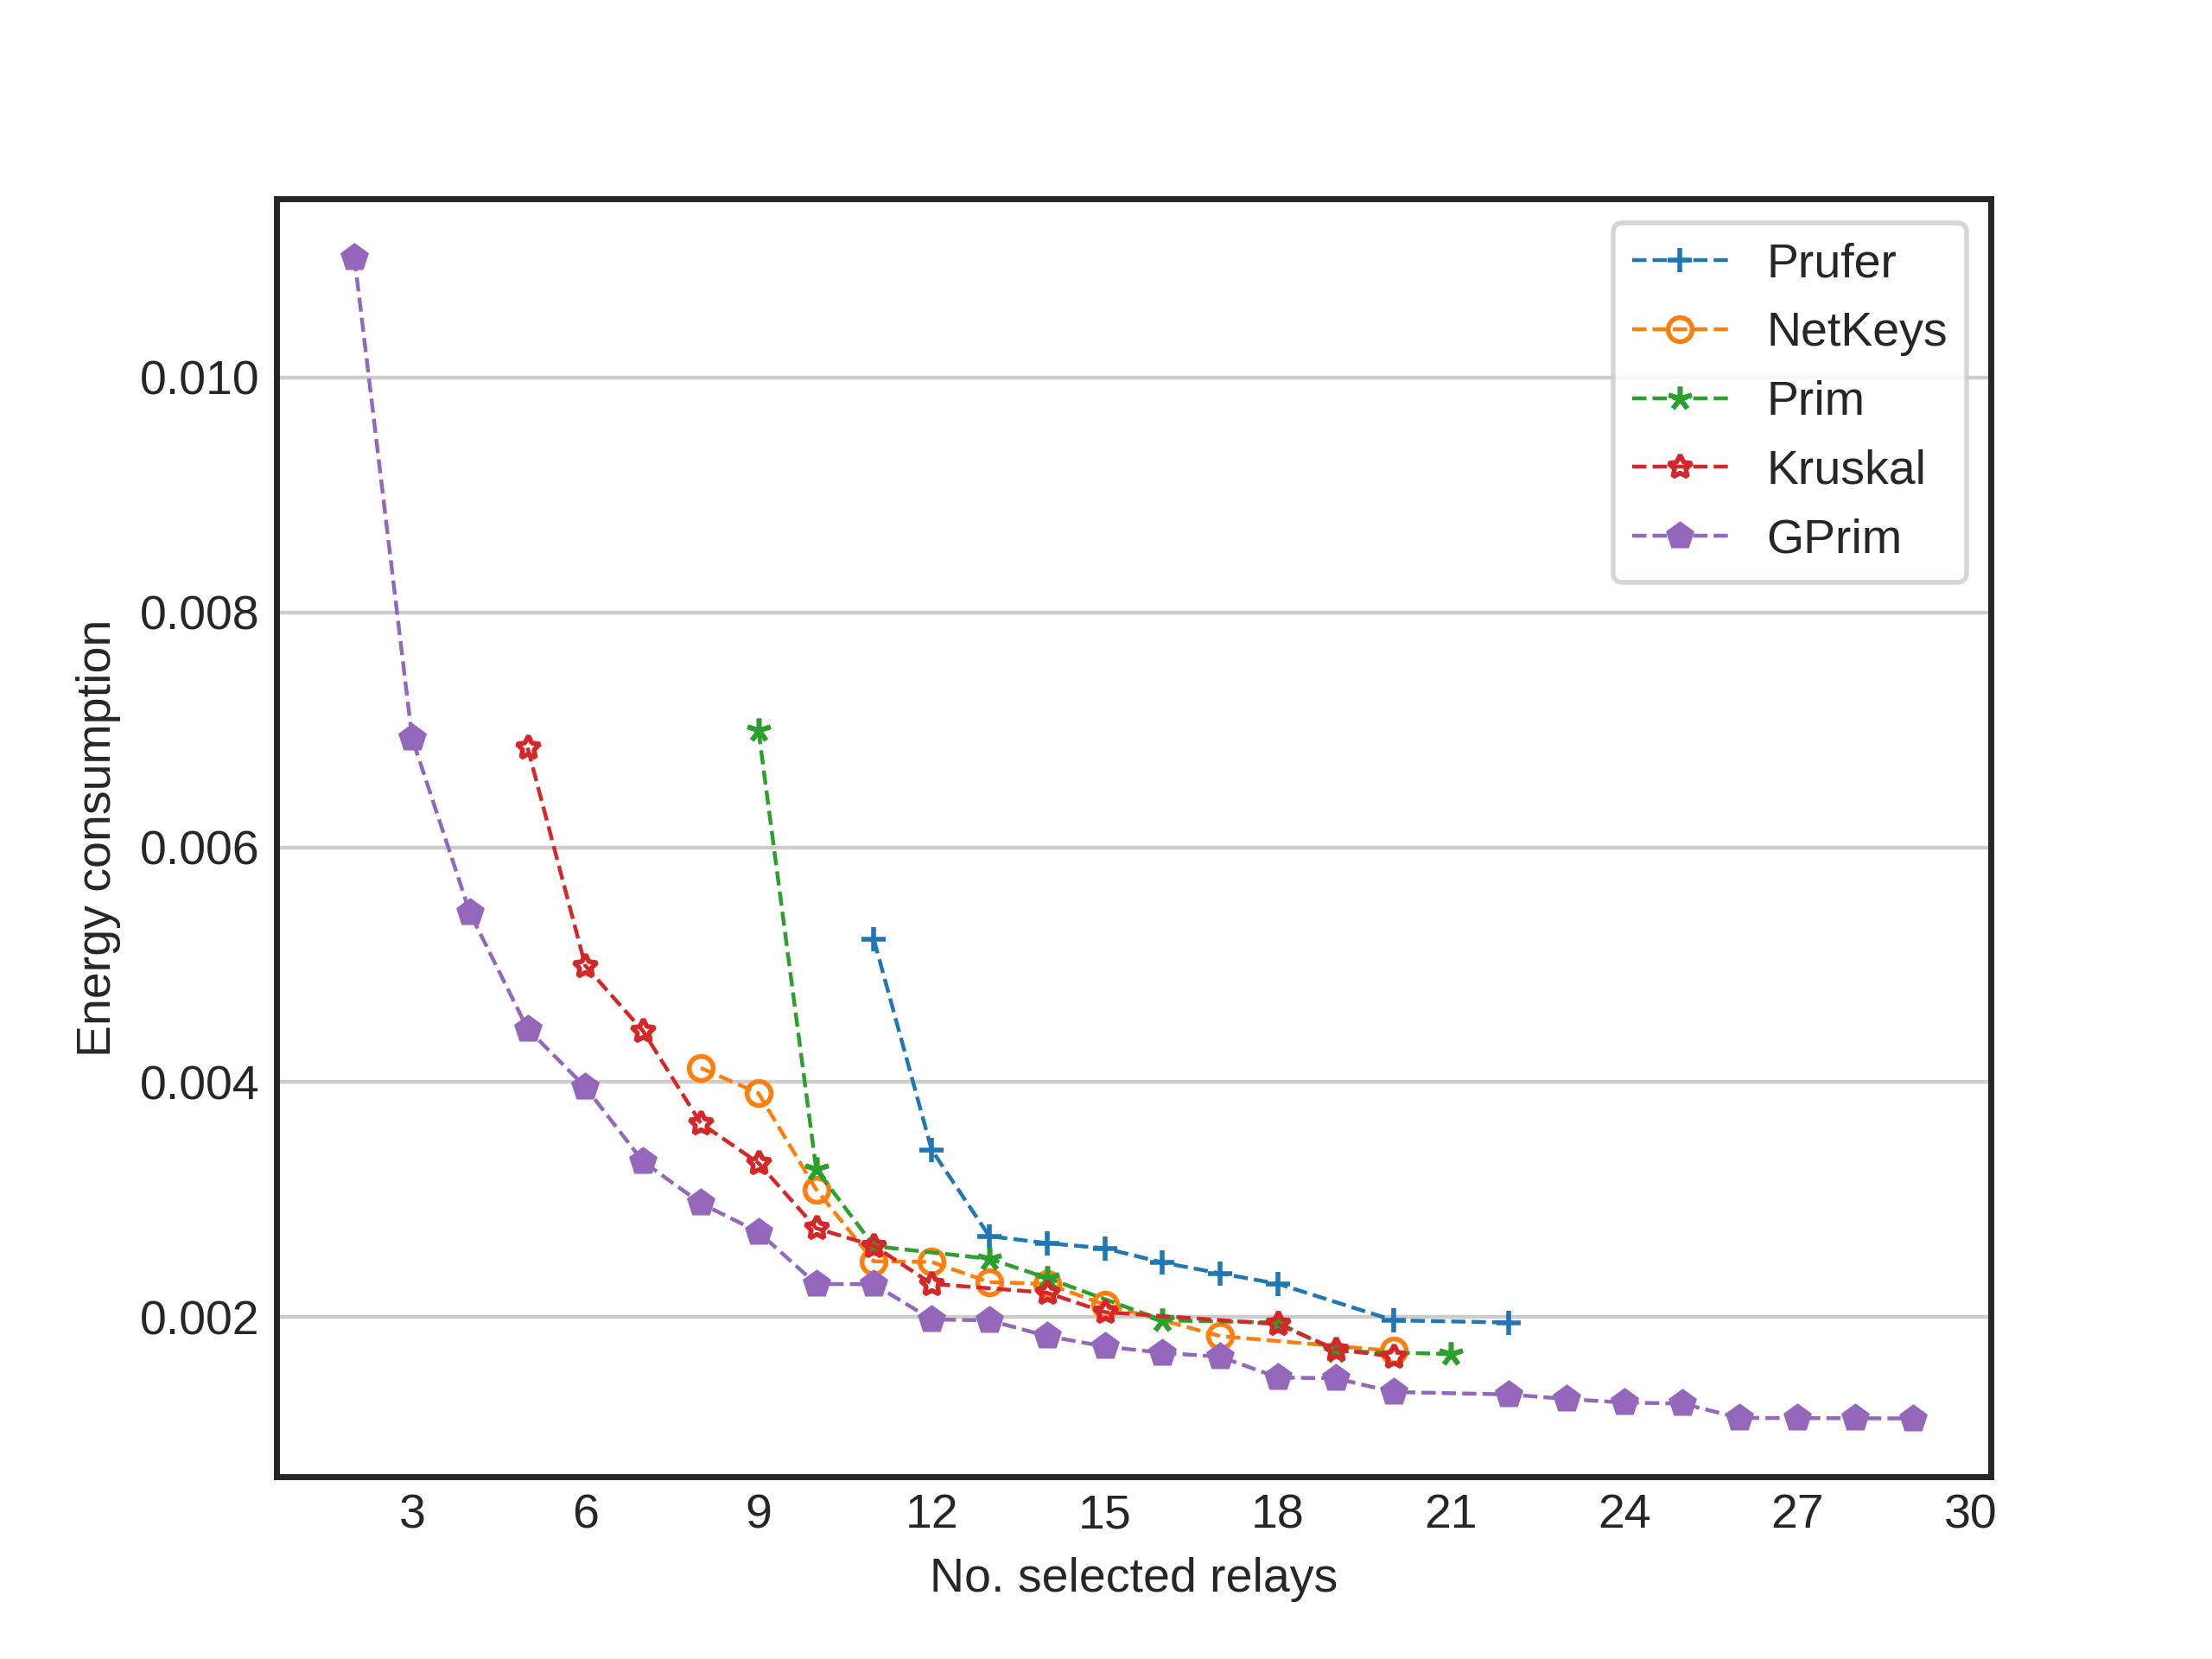 Prufer
NetKeys
Prim
Kruskal
GPrim
0.010
0.008
0.006
0.004
0.002
Energy consumption
3 6 9 12 15 18 21 24 27 30
No. selected relays